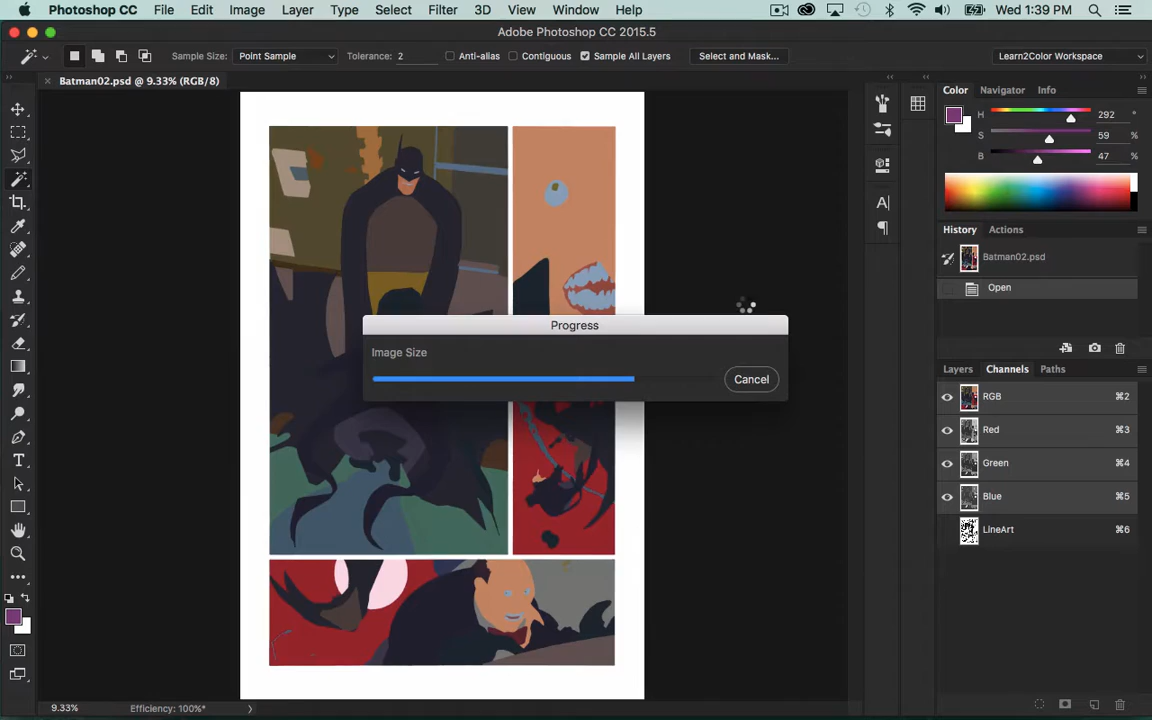 Photoshop CC File Edit Image Layer Type Select Filter 3D View Window Help Wed 1:39 PM
Adobe Photoshop CC 2015.5
Sample Size: Point Sample Tolerance: 2 Anti-alias Contiguous Sample All Layers Select and Mask... Learn2Color Workspace
Batman02.psd @ 9.33% (RGB/8)
Color Navigator Info
H 292 °
S 59 %
B 47 %
History Actions
Batman02.psd
Open
Progress
Image Size
Cancel
Layers Channels Paths
RGB ⌘2
Red ⌘3
Green ⌘4
Blue ⌘5
LineArt ⌘6
9.33% Efficiency: 100%*